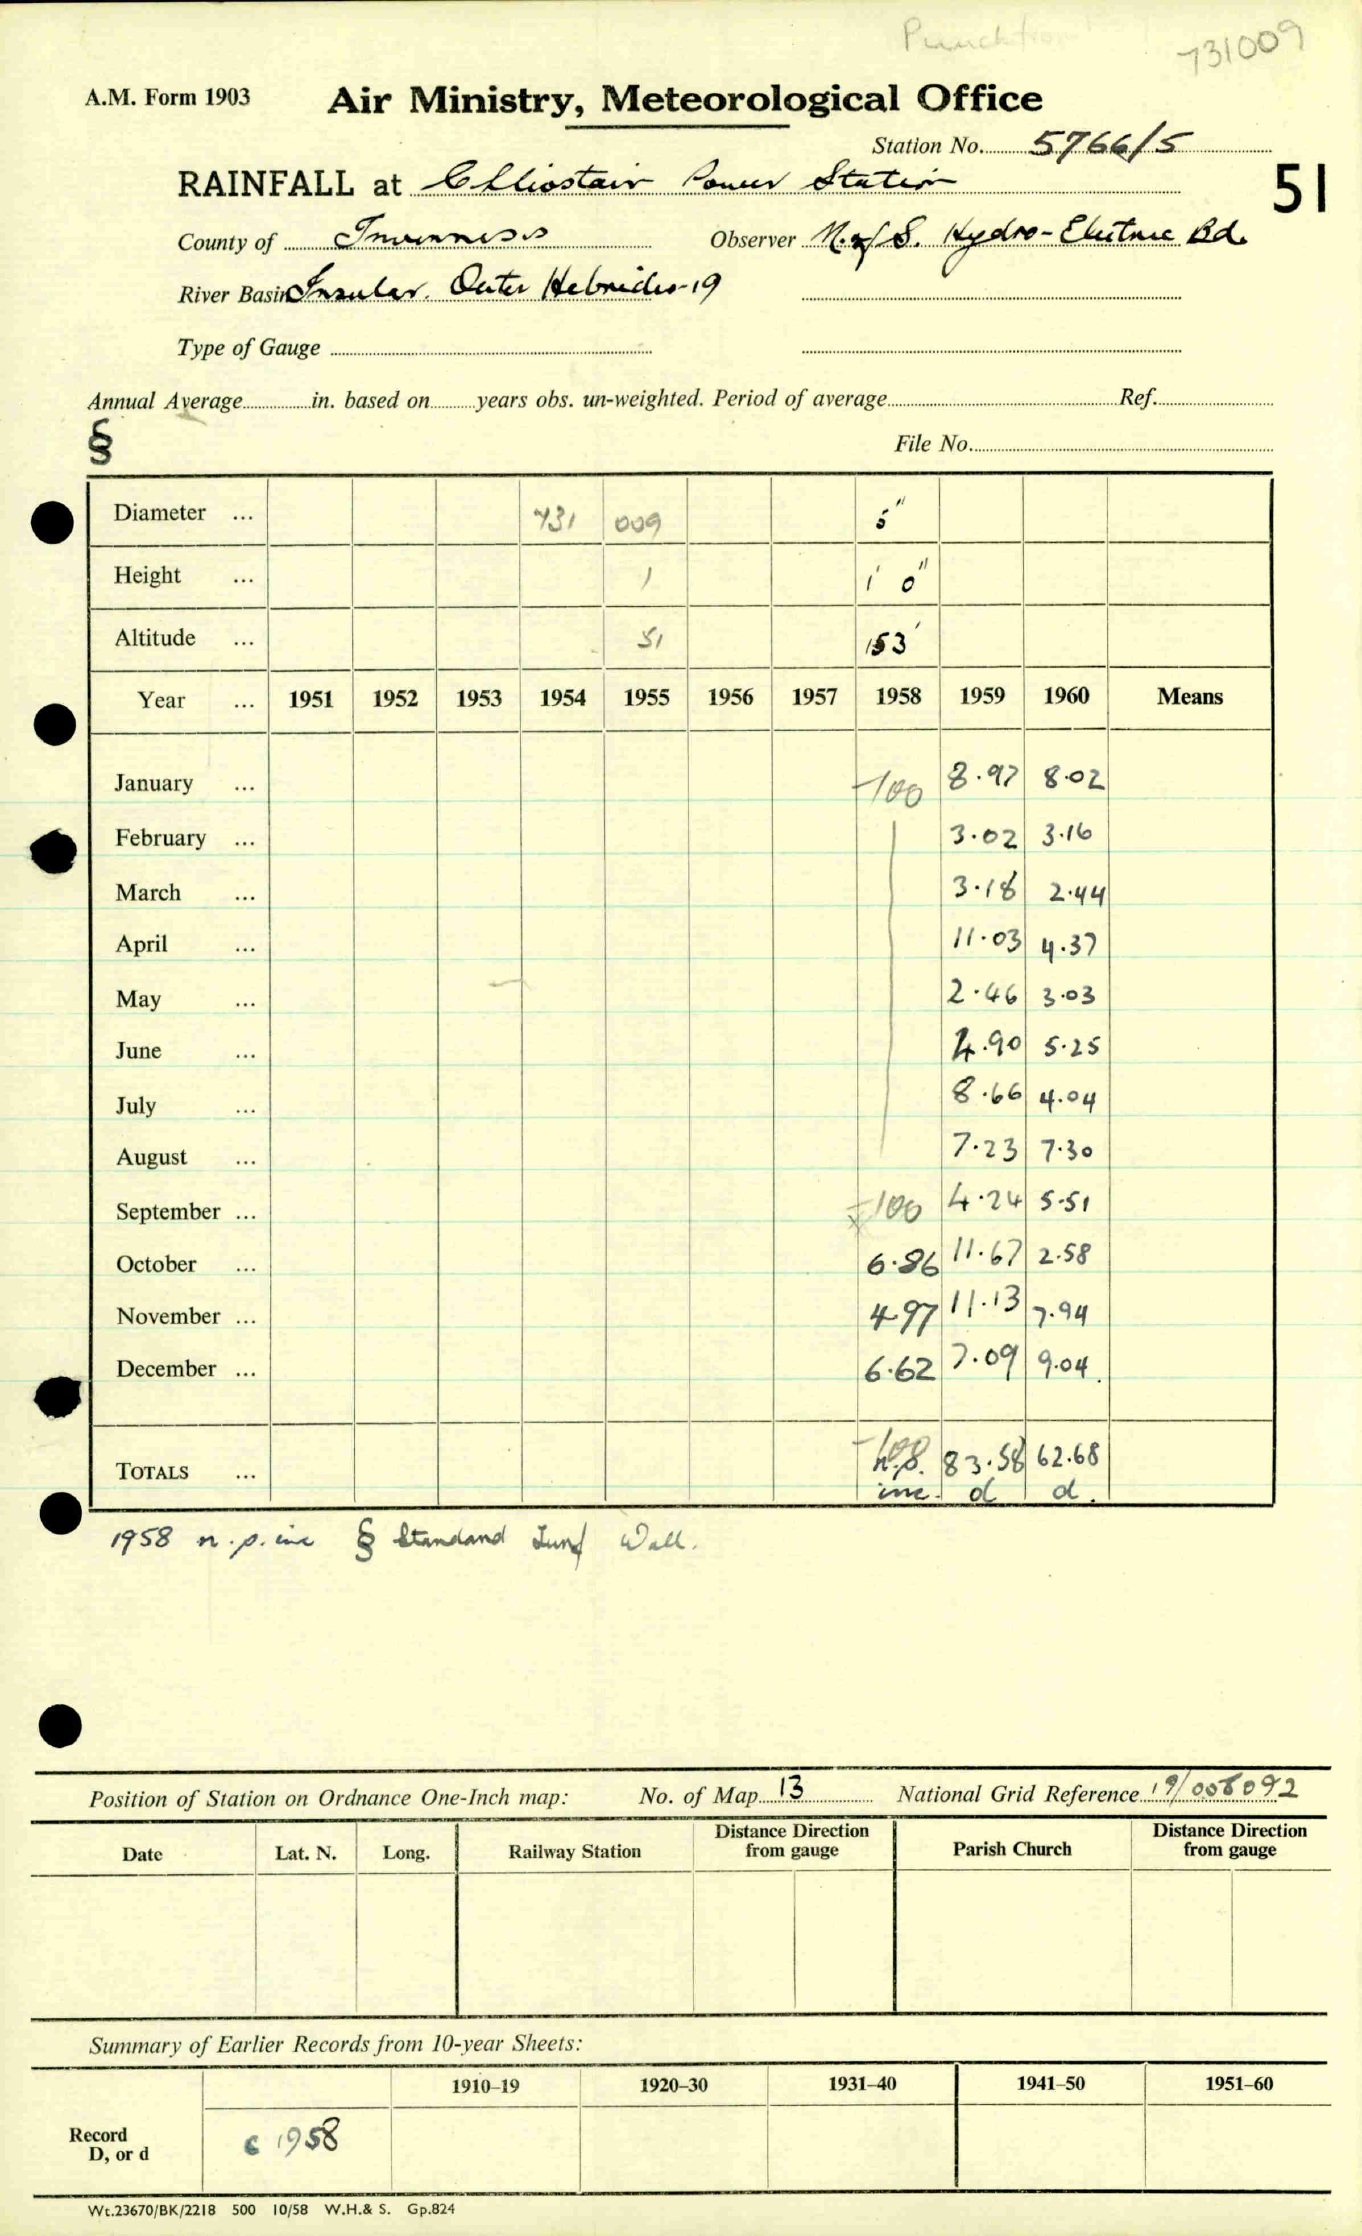 731009
A.M. Form 1903 Air Ministry, Meteorological Office
Station No. 5766/5
RAINFALL at Chliostair Power Station 51
County of Inverness Observer N. of S. Hydro-Electric Bd.
River Basin Insular. Outer Hebrides-19
Type of Gauge
Annual Average in. based on years obs. un-weighted. Period of average Ref.
§ File No.
Diameter ... 731 009 5"
Height ... 1 1' 0"
Altitude ... 51 153'
Year ... 1951 1952 1953 1954 1955 1956 1957 1958 1959 1960 Means
January ... -100 8.97 8.02
February ... 3.02 3.16
March ... 3.18 2.44
April ... 11.03 4.37
May ... 2.46 3.03
June ... 4.90 5.25
July ... 8.66 4.04
August ... 7.23 7.30
September ... -100 4.24 5.51
October ... 6.86 11.67 2.58
November ... 4.97 11.13 7.94
December ... 6.62 7.09 9.04
TOTALS ... -100 n.p. 83.58 62.68
inc. d d.
1958 n.p. inc § Standard Turf Wall.
Position of Station on Ordnance One-Inch map: No. of Map 13 National Grid Reference 19/008092
Date Lat. N. Long. Railway Station Distance Direction from gauge Parish Church Distance Direction from gauge
Summary of Earlier Records from 10-year Sheets:
1910–19 1920–30 1931–40 1941–50 1951–60
Record
D, or d c 1958
Wt.23670/BK/2218 500 10/58 W.H.& S. Gp.824